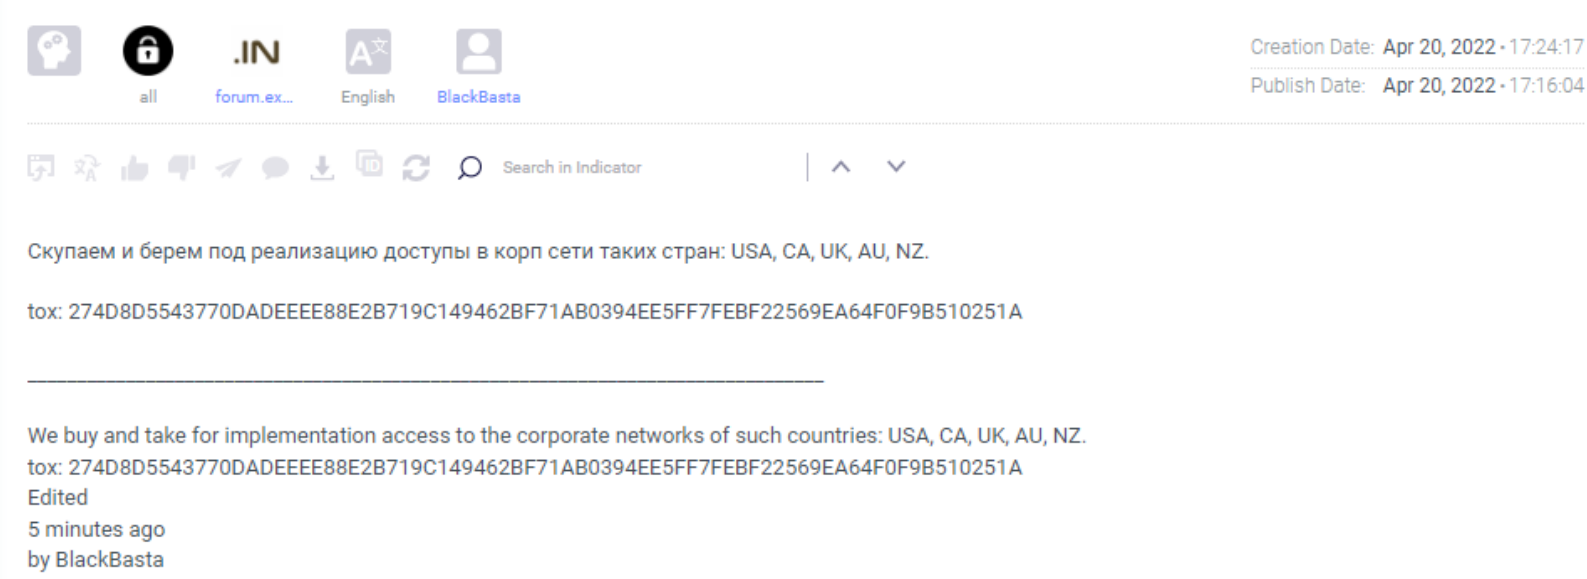 .IN
all
forum.ex...
English
BlackBasta
Creation Date: Apr 20, 2022 • 17:24:17
Publish Date: Apr 20, 2022 • 17:16:04
Search in Indicator
Скупаем и берем под реализацию доступы в корп сети таких стран: USA, CA, UK, AU, NZ.
tox: 274D8D5543770DADEEEE88E2B719C149462BF71AB0394EE5FF7FEBF22569EA64F0F9B510251A
We buy and take for implementation access to the corporate networks of such countries: USA, CA, UK, AU, NZ.
tox: 274D8D5543770DADEEEE88E2B719C149462BF71AB0394EE5FF7FEBF22569EA64F0F9B510251A
Edited
5 minutes ago
by BlackBasta